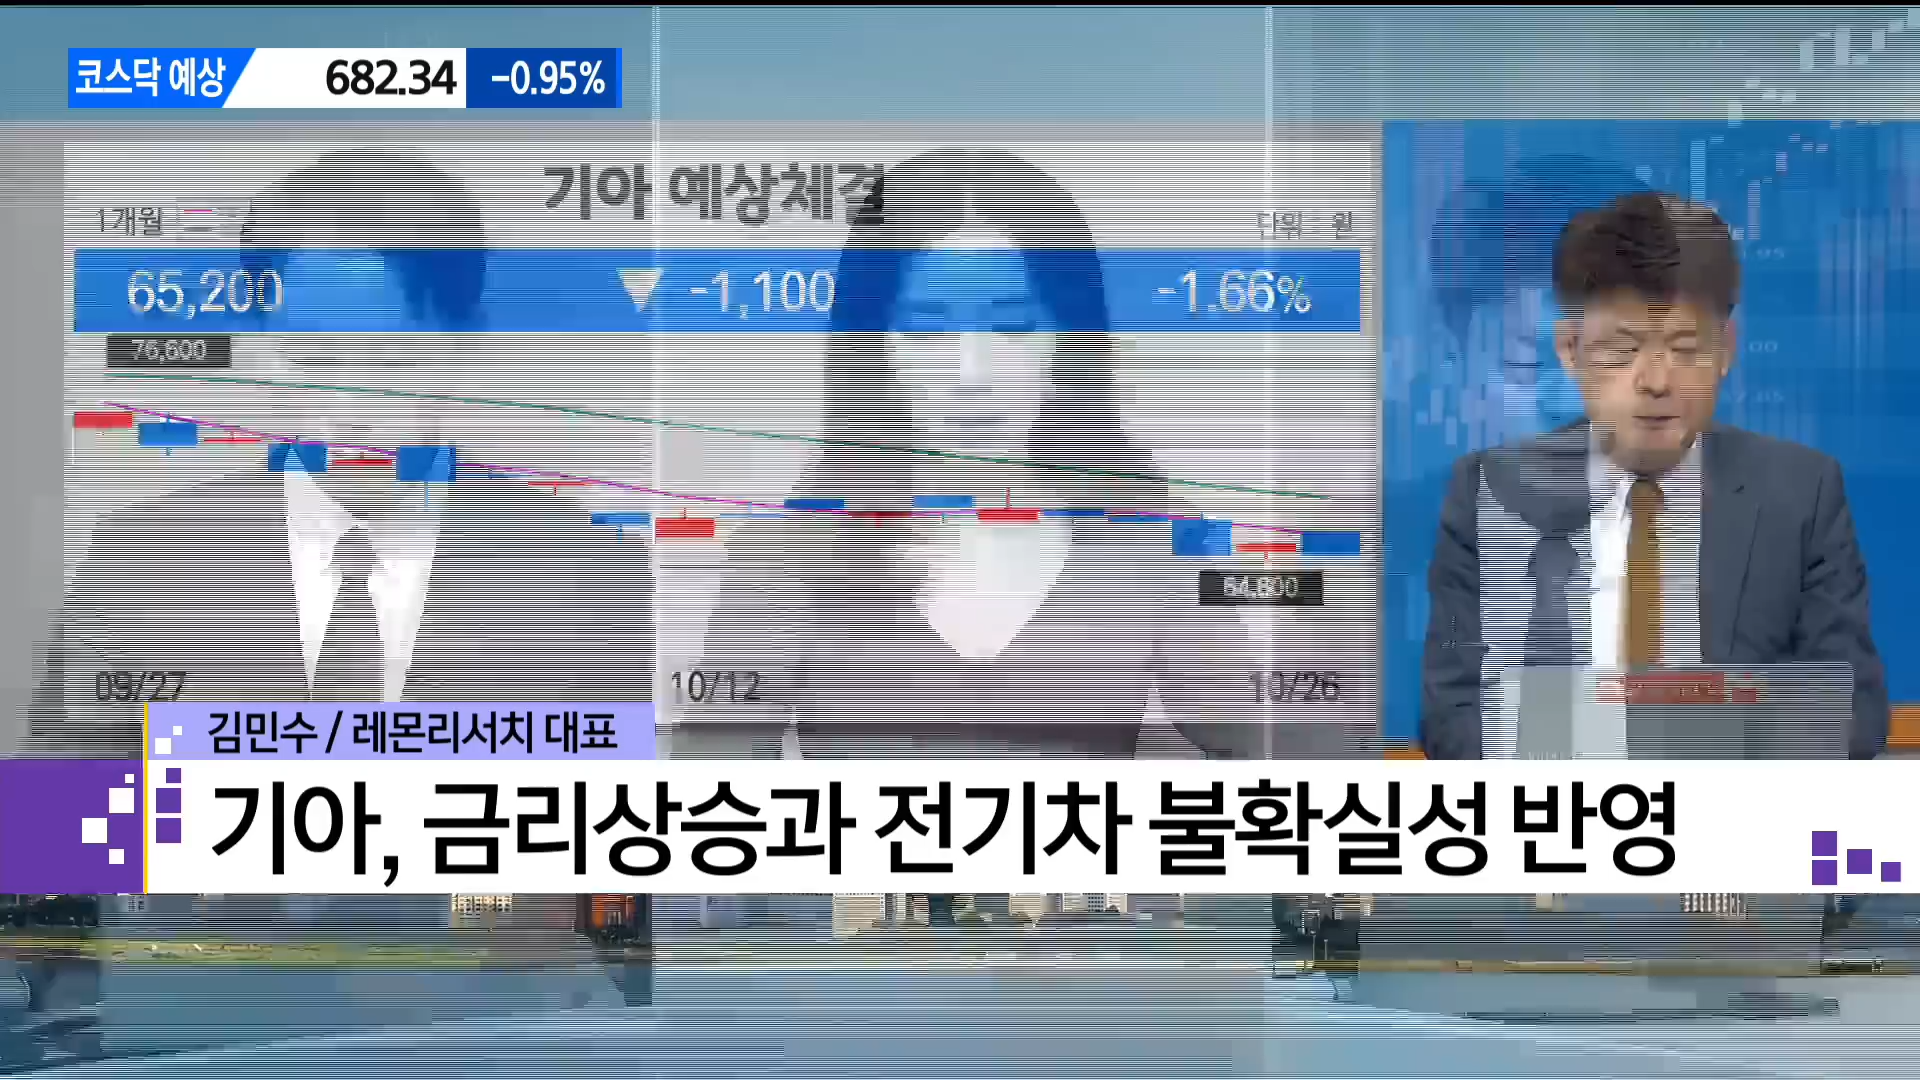 코스닥 예상 682.34 -0.95%
기아 예상체결
1개월
단위 : 원
65,200 ▼ -1,100 -1.66%
76,600
64,800
09/27 10/12 10/26
김민수 / 레몬리서치 대표
기아, 금리상승과 전기차 불확실성 반영